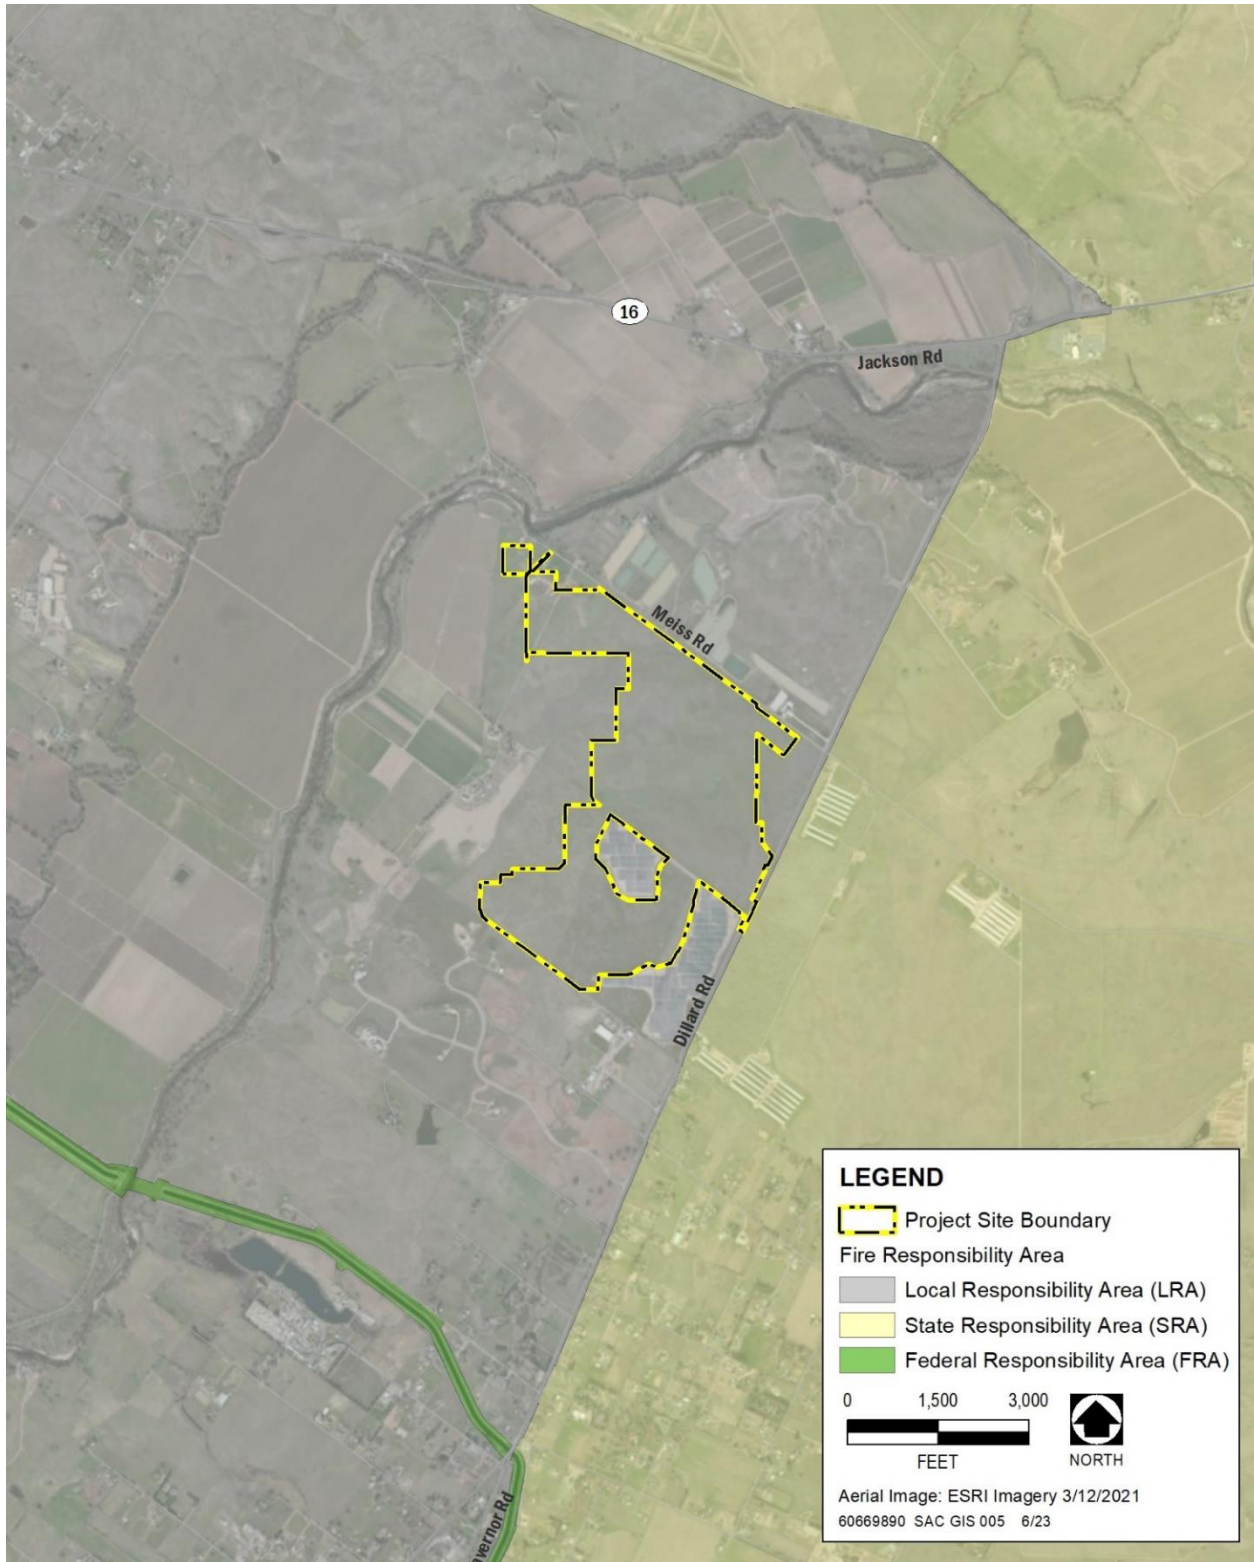 16
Jackson Rd
Meiss Rd
Dillard Rd
LEGEND
Project Site Boundary
Fire Responsibility Area
Local Responsibility Area (LRA)
State Responsibility Area (SRA)
Federal Responsibility Area (FRA)
0 1,500 3,000
FEET
NORTH
Aerial Image: ESRI Imagery 3/12/2021
60669890 SAC GIS 005 6/23